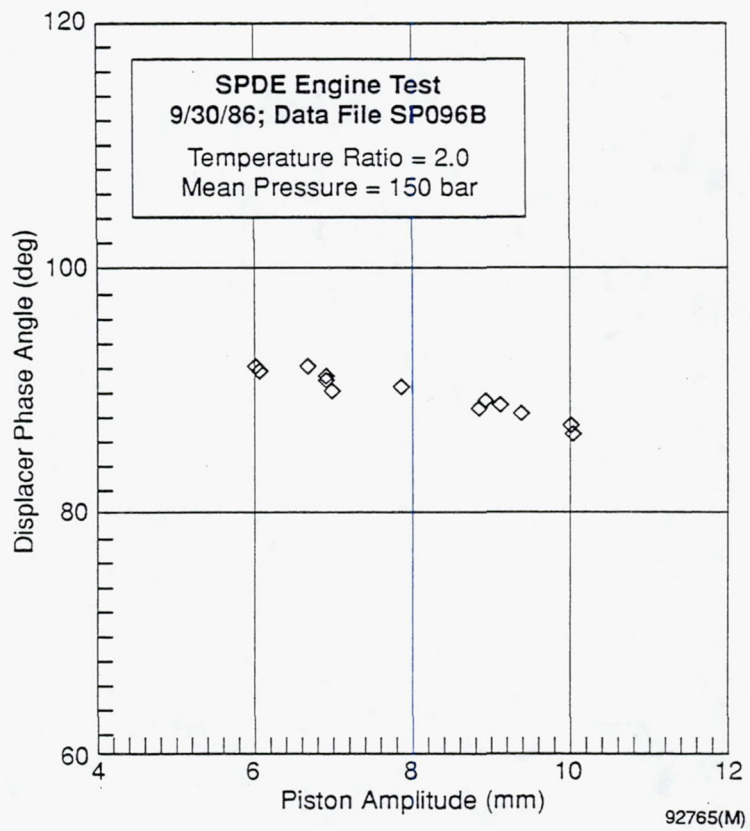 120
SPDE Engine Test
9/30/86; Data File SP096B
Temperature Ratio = 2.0
Mean Pressure = 150 bar
100
Displacer Phase Angle (deg)
80
60
4 6 8 10 12
Piston Amplitude (mm)
92765(M)